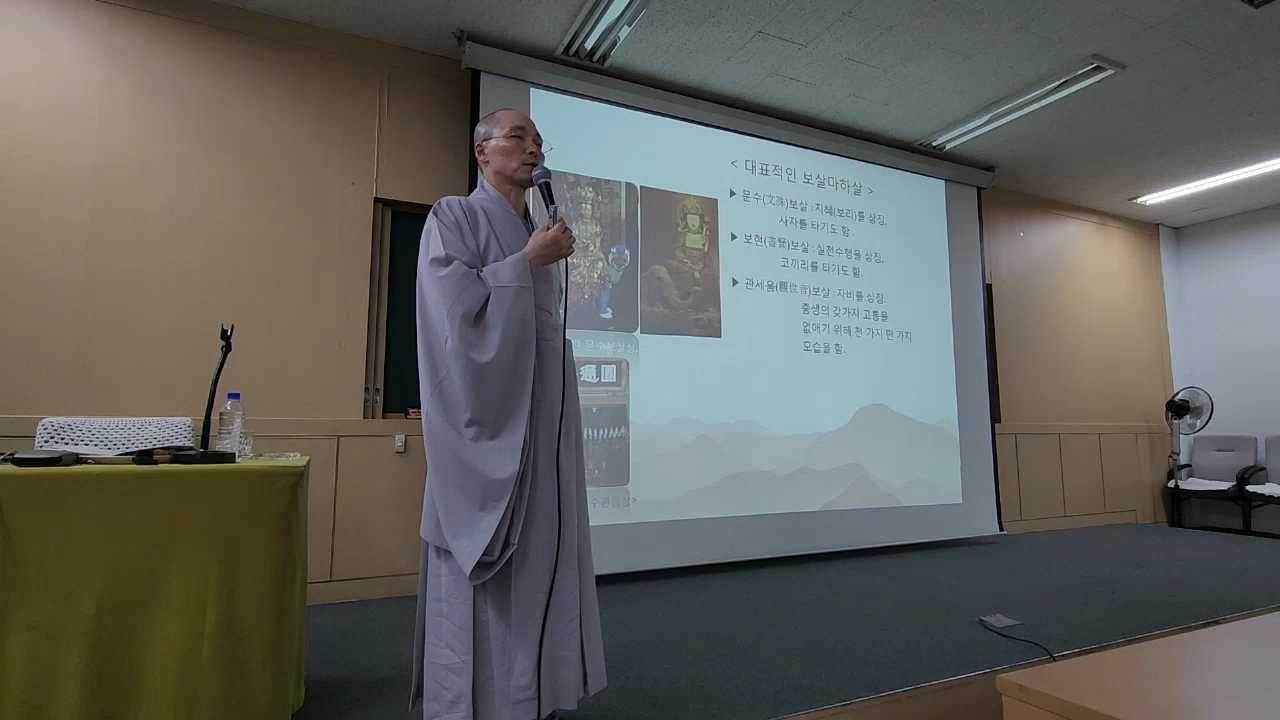 < 대표적인 보살마하살 >
▶ 문수(文殊)보살 : 지혜(보리)를 상징,
사자를 타기도 함.
▶ 보현(普賢)보살 : 실천수행을 상징,
코끼리를 타기도 함.
▶ 관세음(觀世音)보살 : 자비를 상징.
중생의 갖가지 고통을
없애기 위해 천 가지 만 가지
모습을 함.
通圓